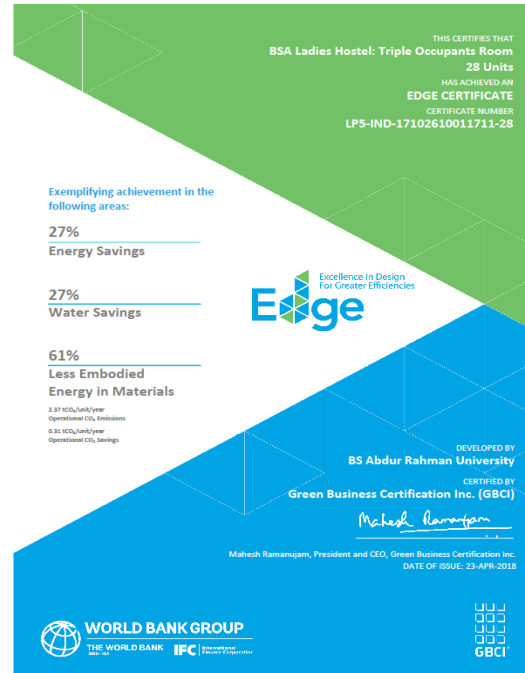 THIS CERTIFIES THAT
BSA Ladies Hostel: Triple Occupants Room
28 Units
HAS ACHIEVED AN
EDGE CERTIFICATE
CERTIFICATE NUMBER
LP5-IND-17102610011711-28
Exemplifying achievement in the
following areas:
27%
Energy Savings
27%
Water Savings
61%
Less Embodied
Energy in Materials
2.37 tCO₂/unit/year
Operational CO₂ Emissions
0.31 tCO₂/unit/year
Operational CO₂ Savings
Edge
Excellence In Design
For Greater Efficiencies
DEVELOPED BY
BS Abdur Rahman University
CERTIFIED BY
Green Business Certification Inc. (GBCI)
Mahesh Ramanujam
Mahesh Ramanujam, President and CEO, Green Business Certification Inc.
DATE OF ISSUE: 23-APR-2018
WORLD BANK GROUP
THE WORLD BANK
IBRD • IDA
IFC
International
Finance Corporation
GBCI